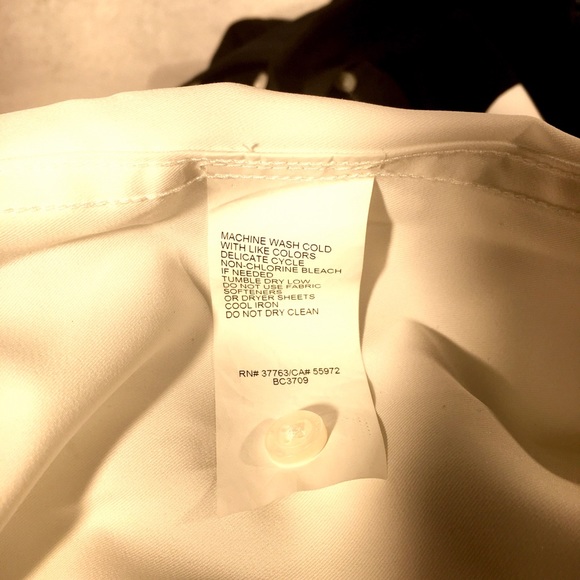 MACHINE WASH COLD
WITH LIKE COLORS
DELICATE CYCLE
NON-CHLORINE BLEACH
IF NEEDED
TUMBLE DRY LOW
DO NOT USE FABRIC
SOFTENERS
OR DRYER SHEETS
COOL IRON
DO NOT DRY CLEAN
RN# 37763/CA# 55972
BC3709